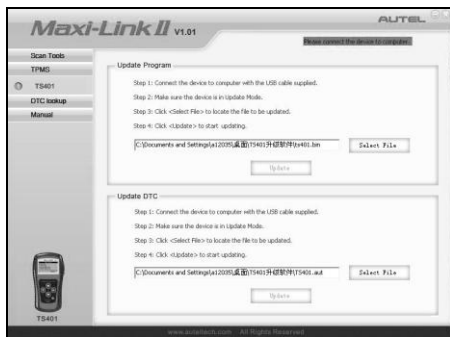 Maxi-Link II V1.01
AUTEL
Please connect the device to computer.
Scan Tools
TPMS
TS401
DTC lookup
Manual
Update Program
Step 1: Connect the device to computer with the USB cable supplied.
Step 2: Make sure the device is in Update Mode.
Step 3: Click <Select File> to locate the file to be updated.
Step 4: Click <Update> to start updating.
C:\Documents and Settings\a12035\桌面\TS401升级软件\ts401.bin
Select File
Update
Update DTC
Step 1: Connect the device to computer with the USB cable supplied.
Step 2: Make sure the device is in Update Mode.
Step 3: Click <Select File> to locate the file to be updated.
Step 4: Click <Update> to start updating.
C:\Documents and Settings\a12035\桌面\TS401升级软件\TS401.aut
Select File
Update
TS401
www.auteltech.com All Rights Reserved